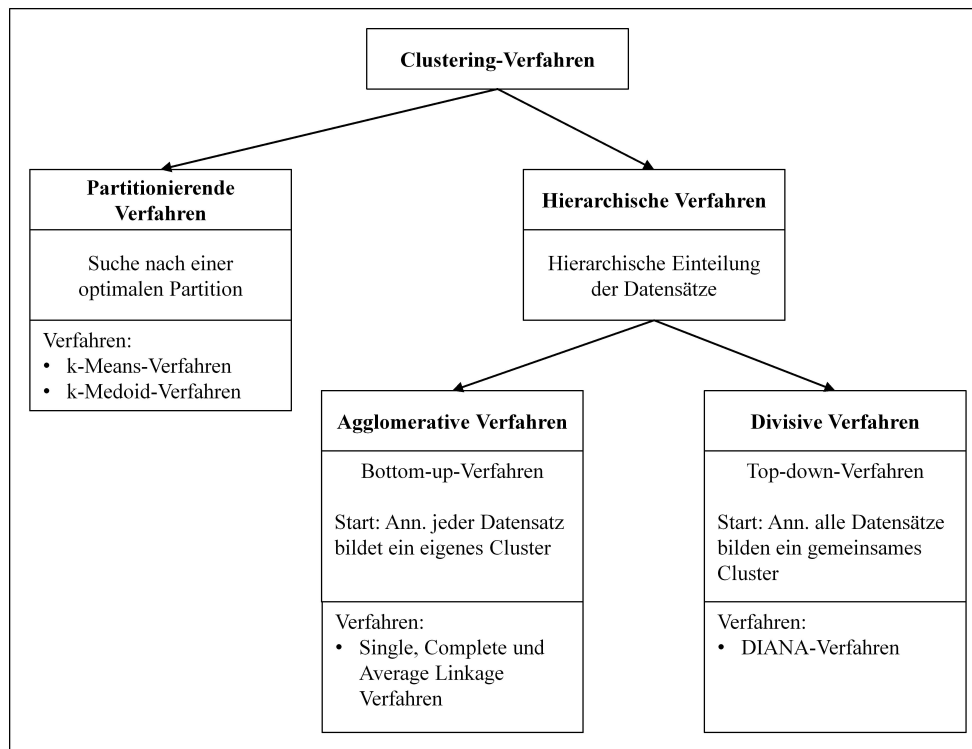 Clustering-Verfahren
Partitionierende
Verfahren
Suche nach einer
optimalen Partition
Verfahren:
• k-Means-Verfahren
• k-Medoid-Verfahren
Hierarchische Verfahren
Hierarchische Einteilung
der Datensätze
Agglomerative Verfahren
Bottom-up-Verfahren
Start: Ann. jeder Datensatz
bildet ein eigenes Cluster
Verfahren:
• Single, Complete und
Average Linkage
Verfahren
Divisive Verfahren
Top-down-Verfahren
Start: Ann. alle Datensätze
bilden ein gemeinsames
Cluster
Verfahren:
• DIANA-Verfahren